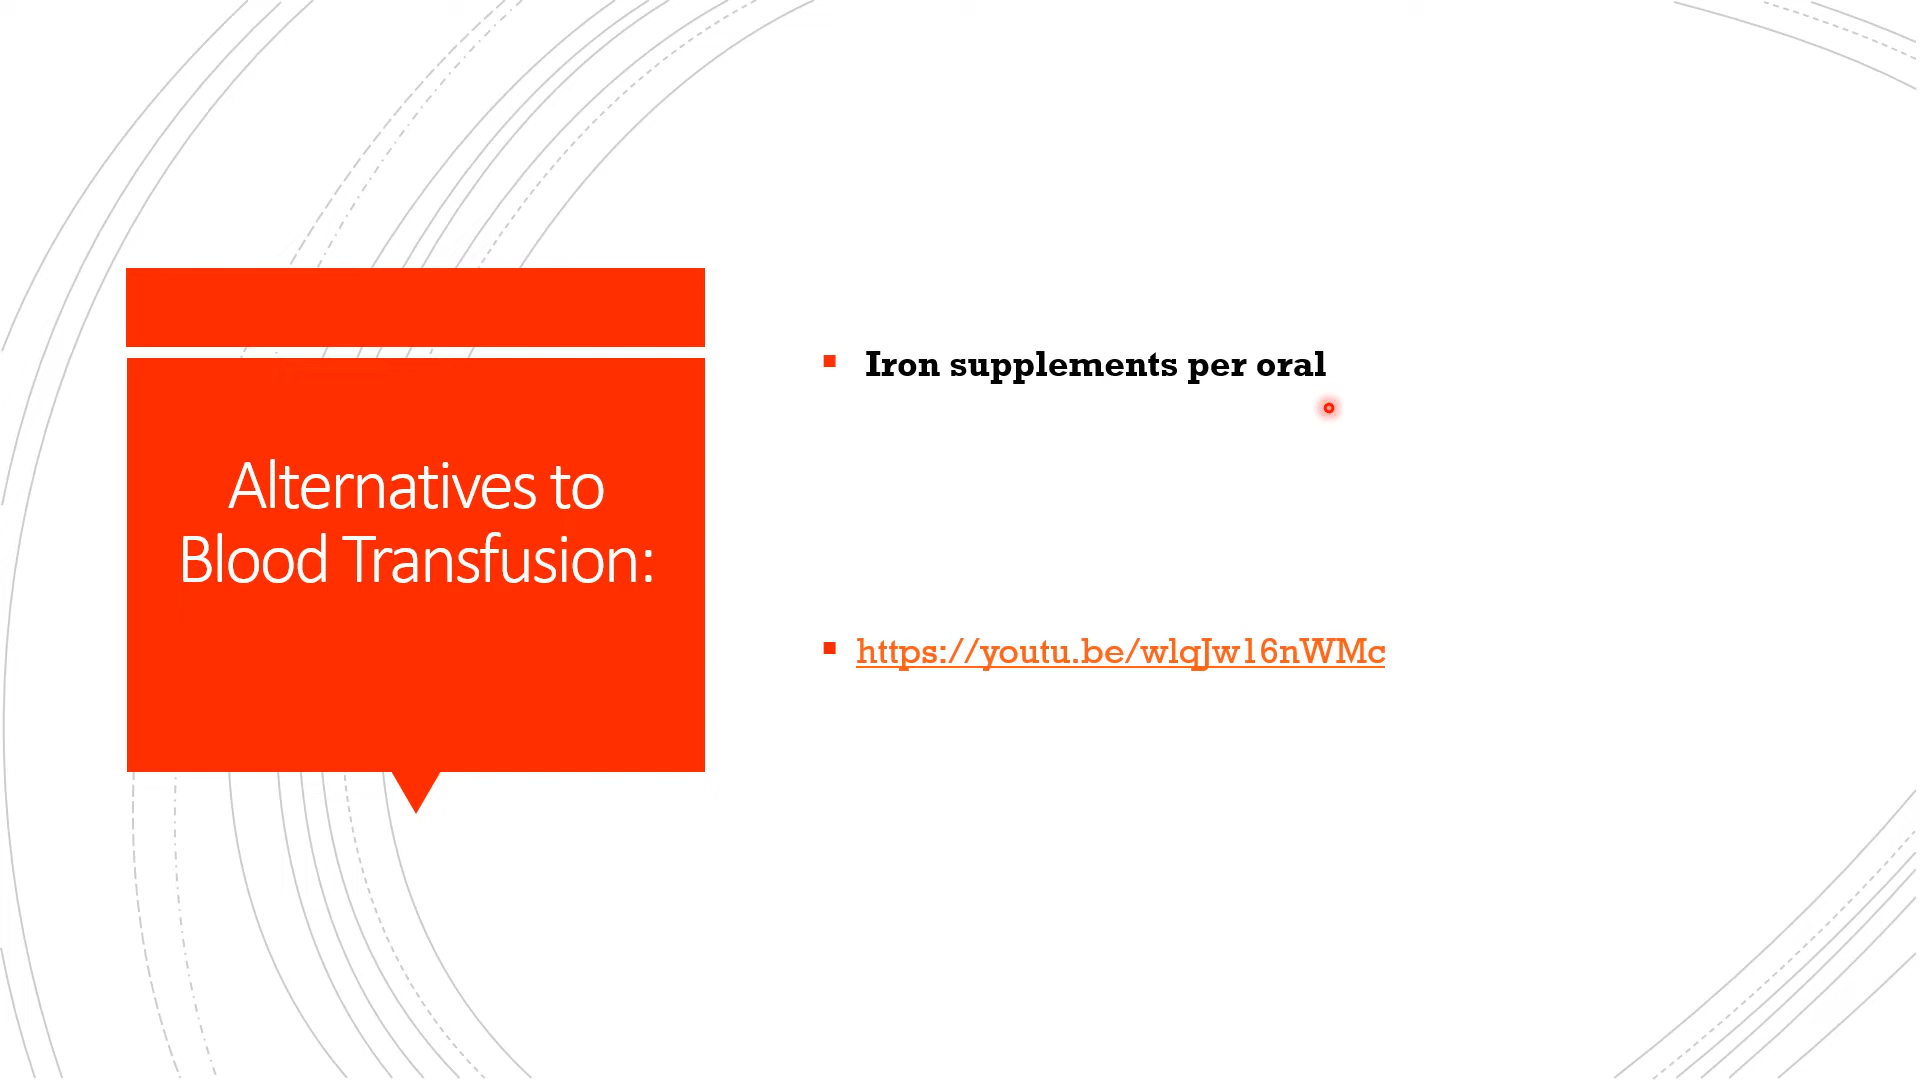 Alternatives to
Blood Transfusion:
Iron supplements per oral
https://youtu.be/wlqJw16nWMc